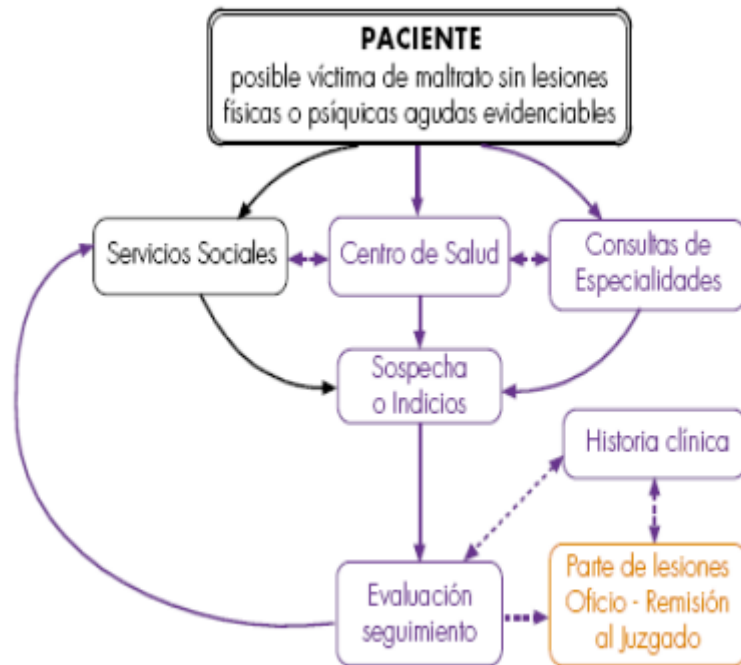 PACIENTE
posible víctima de maltrato sin lesiones
físicas o psíquicas agudas evidenciables
Servicios Sociales
Centro de Salud
Consultas de
Especialidades
Sospecha
o Indicios
Historia clínica
Evaluación
seguimiento
Parte de lesiones
Oficio - Remisión
al Juzgado